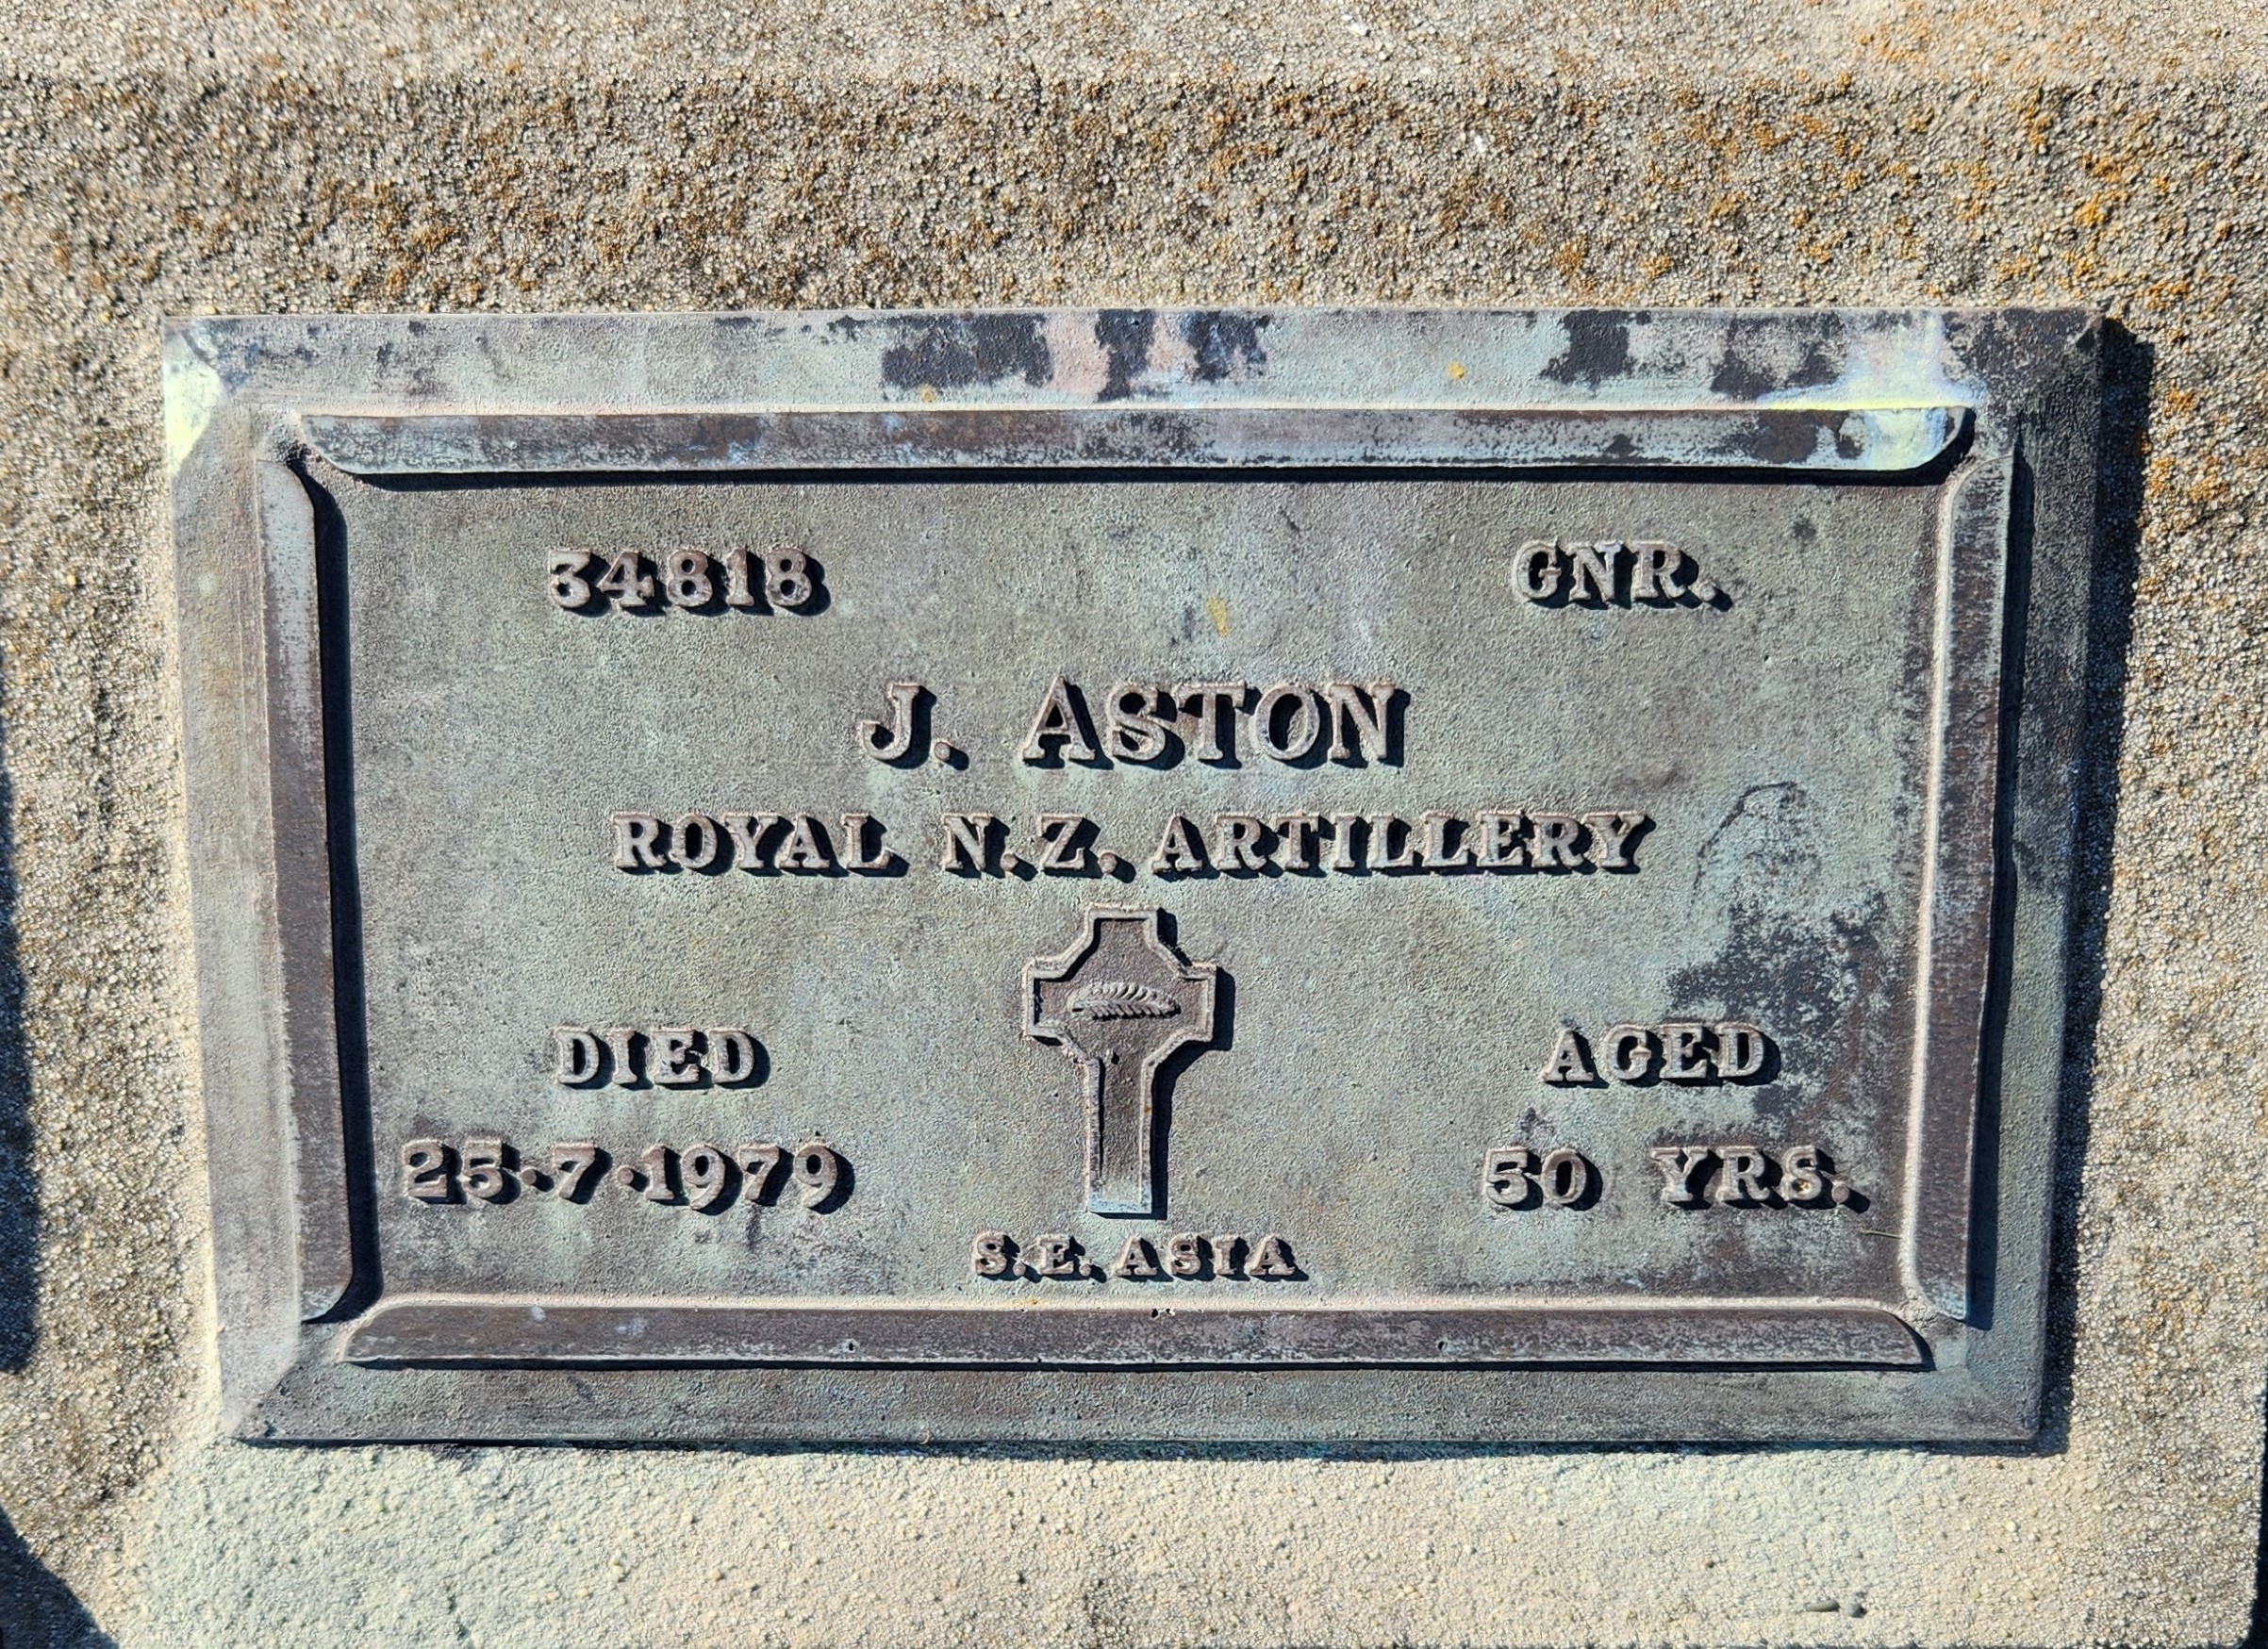 34818 GNR.
J. ASTON
ROYAL N.Z. ARTILLERY
DIED AGED
25·7·1979 50 YRS.
S.E. ASIA